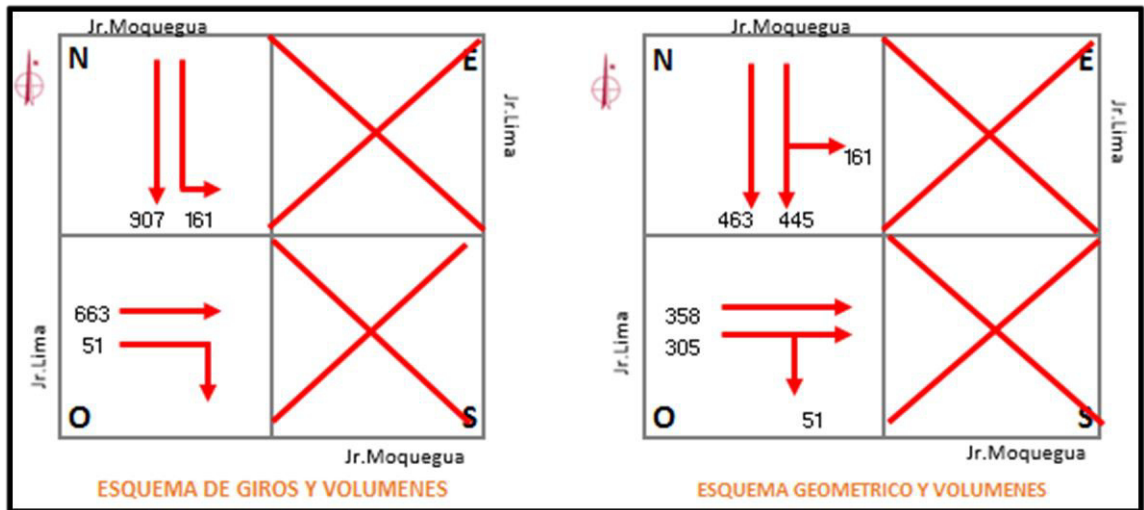 Jr.Moquegua
N
E
Jr.Lima
907 161
663
51
Jr.Lima
O
S
Jr.Moquegua
ESQUEMA DE GIROS Y VOLUMENES
Jr.Moquegua
N
E
Jr.Lima
161
463 445
358
305
Jr.Lima
O
51
S
Jr.Moquegua
ESQUEMA GEOMETRICO Y VOLUMENES